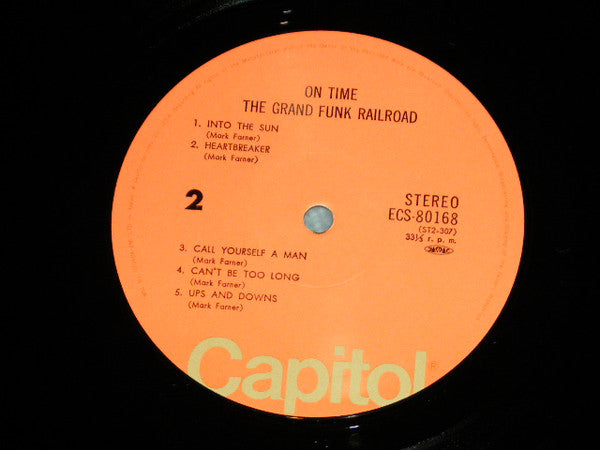 ON TIME
THE GRAND FUNK RAILROAD
1. INTO THE SUN
(Mark Farner)
2. HEARTBREAKER
(Mark Farner)
2
STEREO
ECS-80168
(ST2-307)
33⅓ r. p. m.
JASRAC
3. CALL YOURSELF A MAN
(Mark Farner)
4. CAN'T BE TOO LONG
(Mark Farner)
5. UPS AND DOWNS
(Mark Farner)
Capitol
®